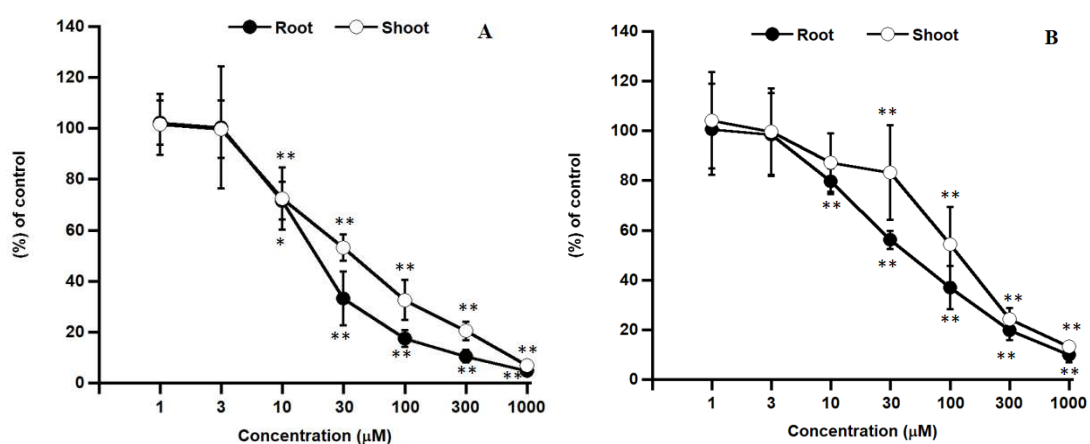 Root Shoot A
(%) of control
140
120
100
80
60
40
20
0
** ** ** ** ** **
* ** ** ** **
1 3 10 30 100 300 1000
Concentration (µM)
Root Shoot B
(%) of control
140
120
100
80
60
40
20
0
** ** ** **
** ** ** ** **
1 3 10 30 100 300 1000
Concentration (µM)